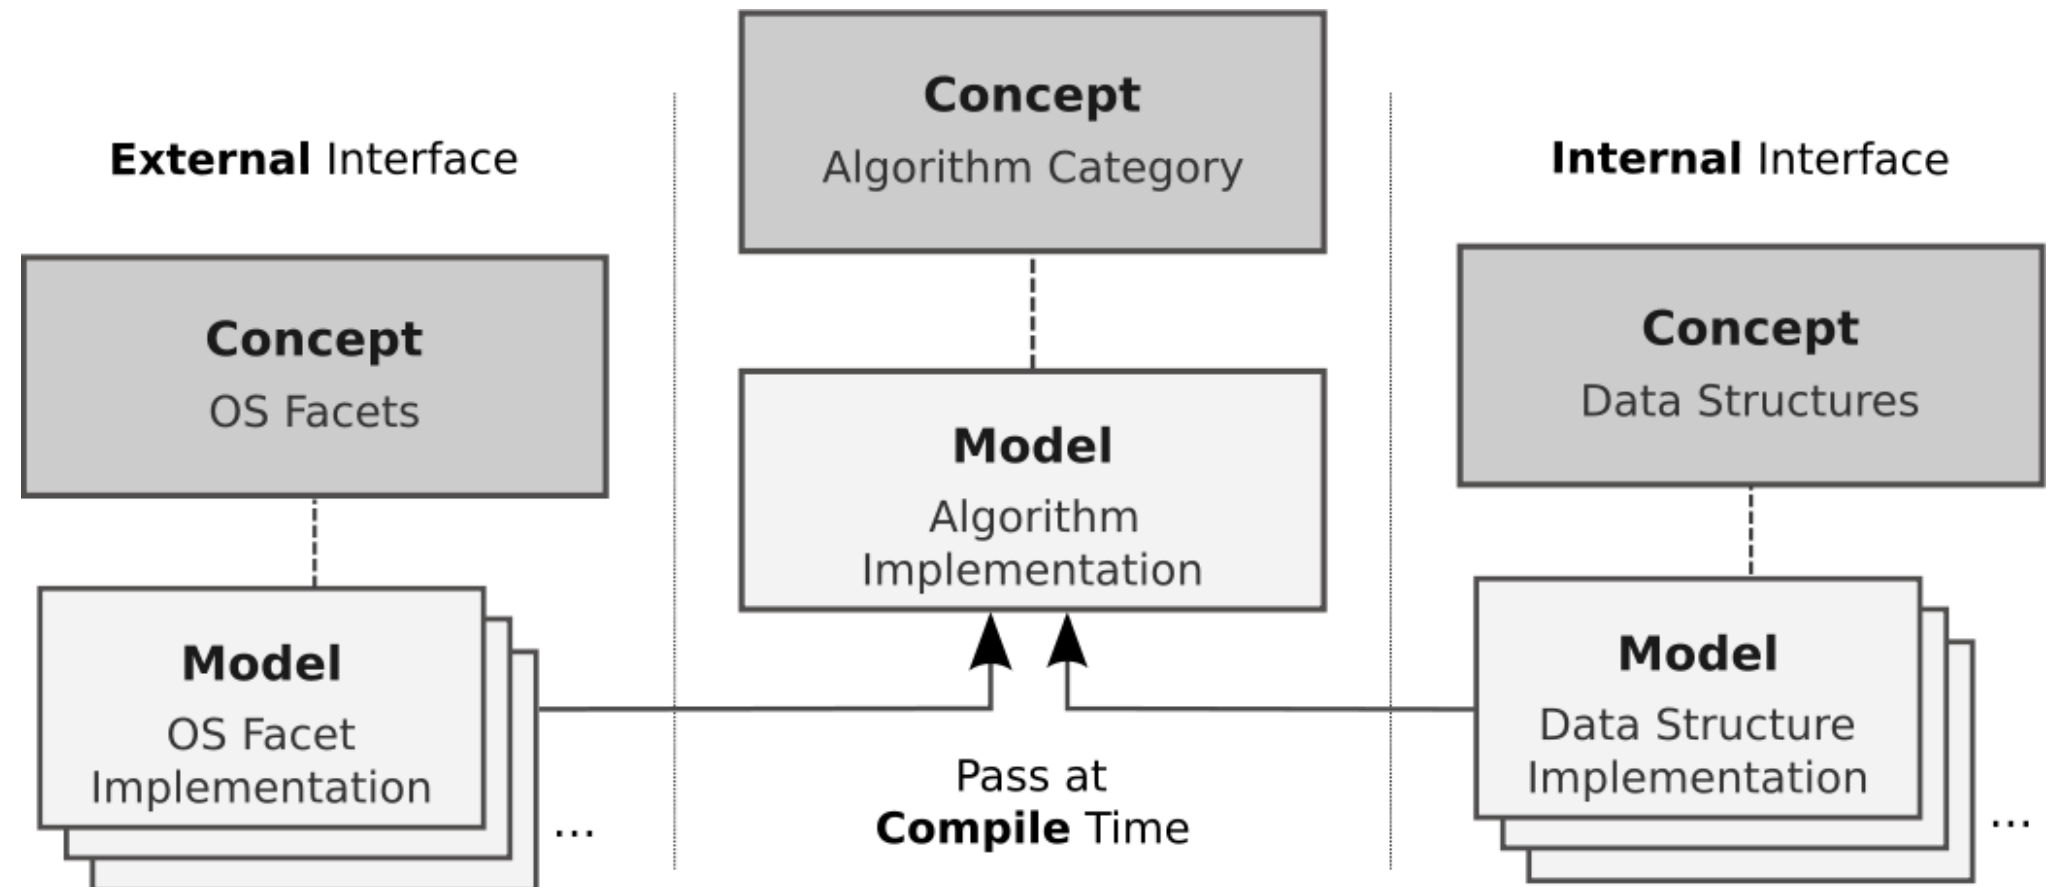 External Interface
Concept
OS Facets
Model
OS Facet
Implementation
...
Concept
Algorithm Category
Model
Algorithm
Implementation
Pass at
Compile Time
Internal Interface
Concept
Data Structures
Model
Data Structure
Implementation
...